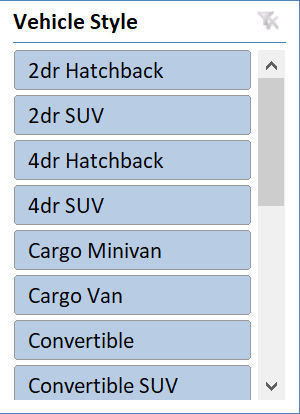 Vehicle Style
2dr Hatchback
2dr SUV
4dr Hatchback
4dr SUV
Cargo Minivan
Cargo Van
Convertible
Convertible SUV